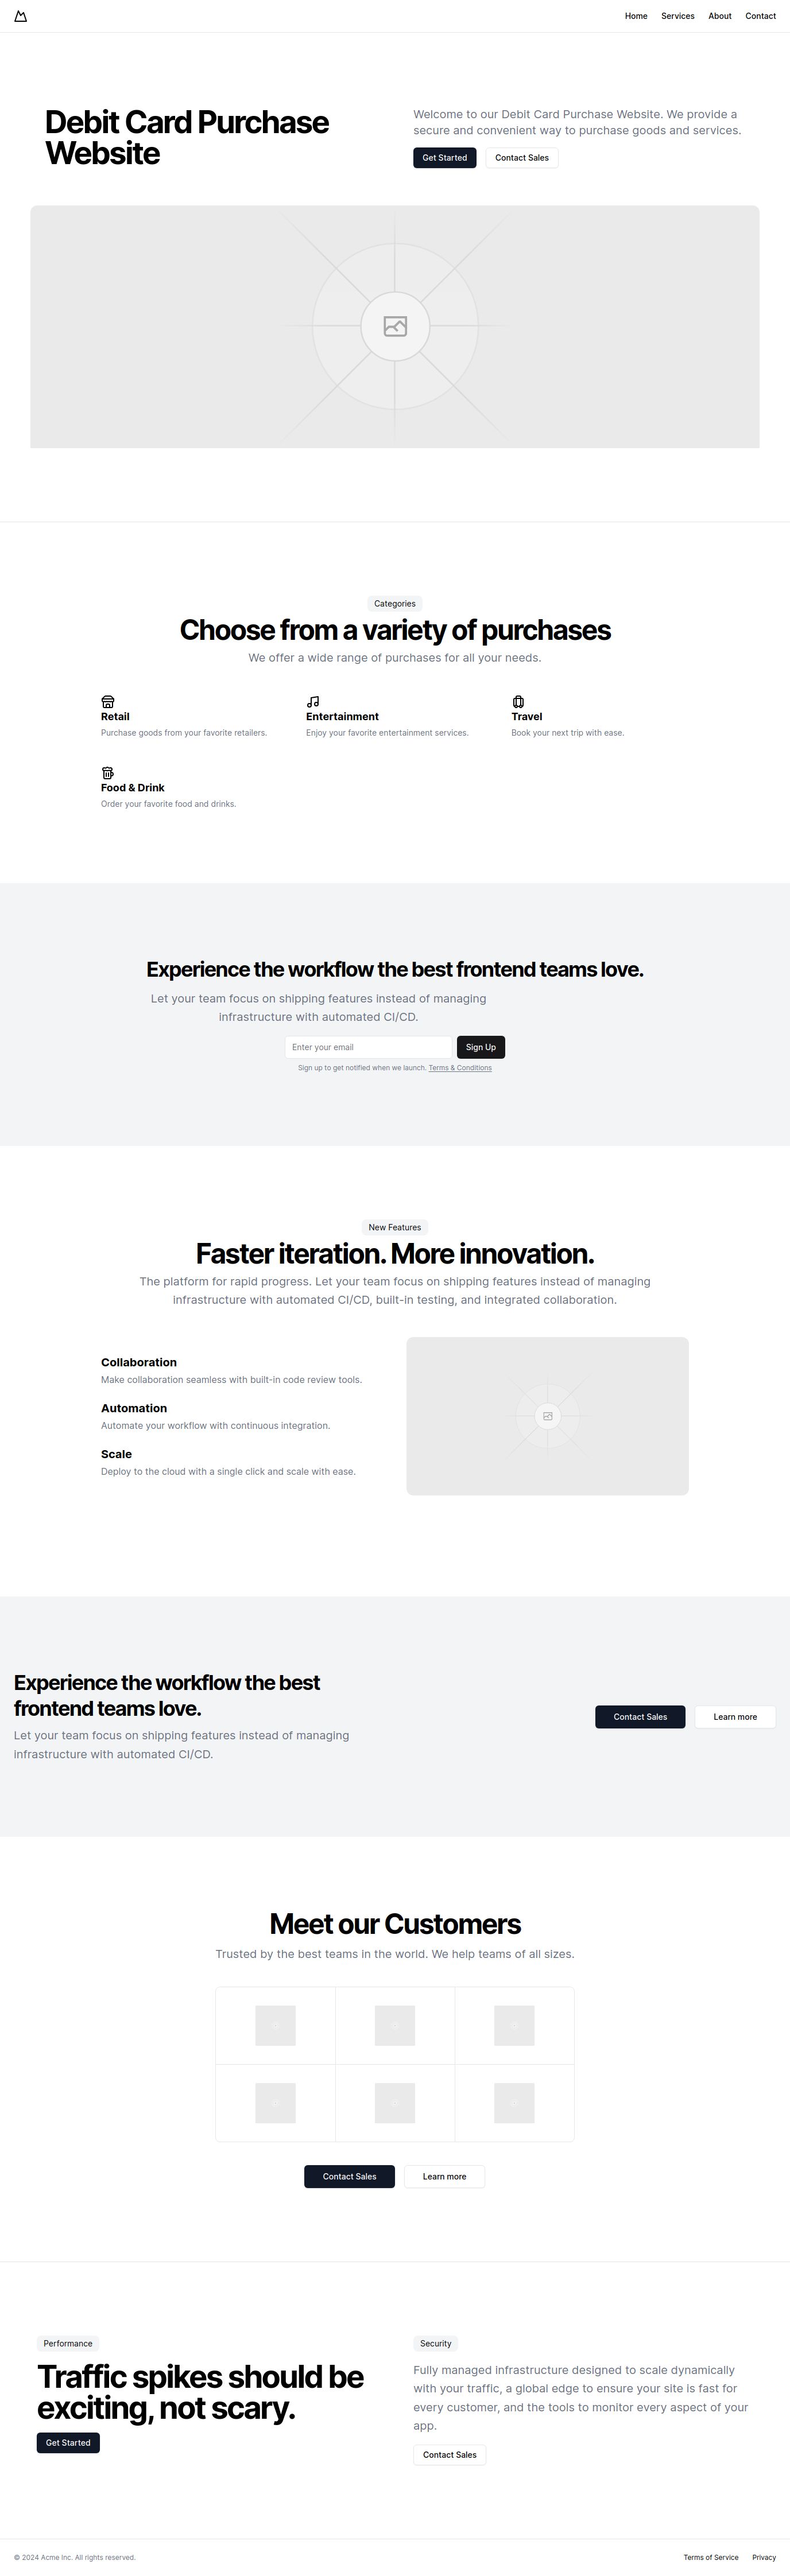 Home Services About Contact
Debit Card Purchase
Website
Welcome to our Debit Card Purchase Website. We provide a
secure and convenient way to purchase goods and services.
Get Started Contact Sales
Categories
Choose from a variety of purchases
We offer a wide range of purchases for all your needs.
Retail
Purchase goods from your favorite retailers.
Entertainment
Enjoy your favorite entertainment services.
Travel
Book your next trip with ease.
Food & Drink
Order your favorite food and drinks.
Experience the workflow the best frontend teams love.
Let your team focus on shipping features instead of managing
infrastructure with automated CI/CD.
Enter your email Sign Up
Sign up to get notified when we launch. Terms & Conditions
New Features
Faster iteration. More innovation.
The platform for rapid progress. Let your team focus on shipping features instead of managing
infrastructure with automated CI/CD, built-in testing, and integrated collaboration.
Collaboration
Make collaboration seamless with built-in code review tools.
Automation
Automate your workflow with continuous integration.
Scale
Deploy to the cloud with a single click and scale with ease.
Experience the workflow the best
frontend teams love.
Let your team focus on shipping features instead of managing
infrastructure with automated CI/CD.
Contact Sales Learn more
Meet our Customers
Trusted by the best teams in the world. We help teams of all sizes.
Contact Sales Learn more
Performance
Traffic spikes should be
exciting, not scary.
Get Started
Security
Fully managed infrastructure designed to scale dynamically
with your traffic, a global edge to ensure your site is fast for
every customer, and the tools to monitor every aspect of your
app.
Contact Sales
© 2024 Acme Inc. All rights reserved.
Terms of Service Privacy